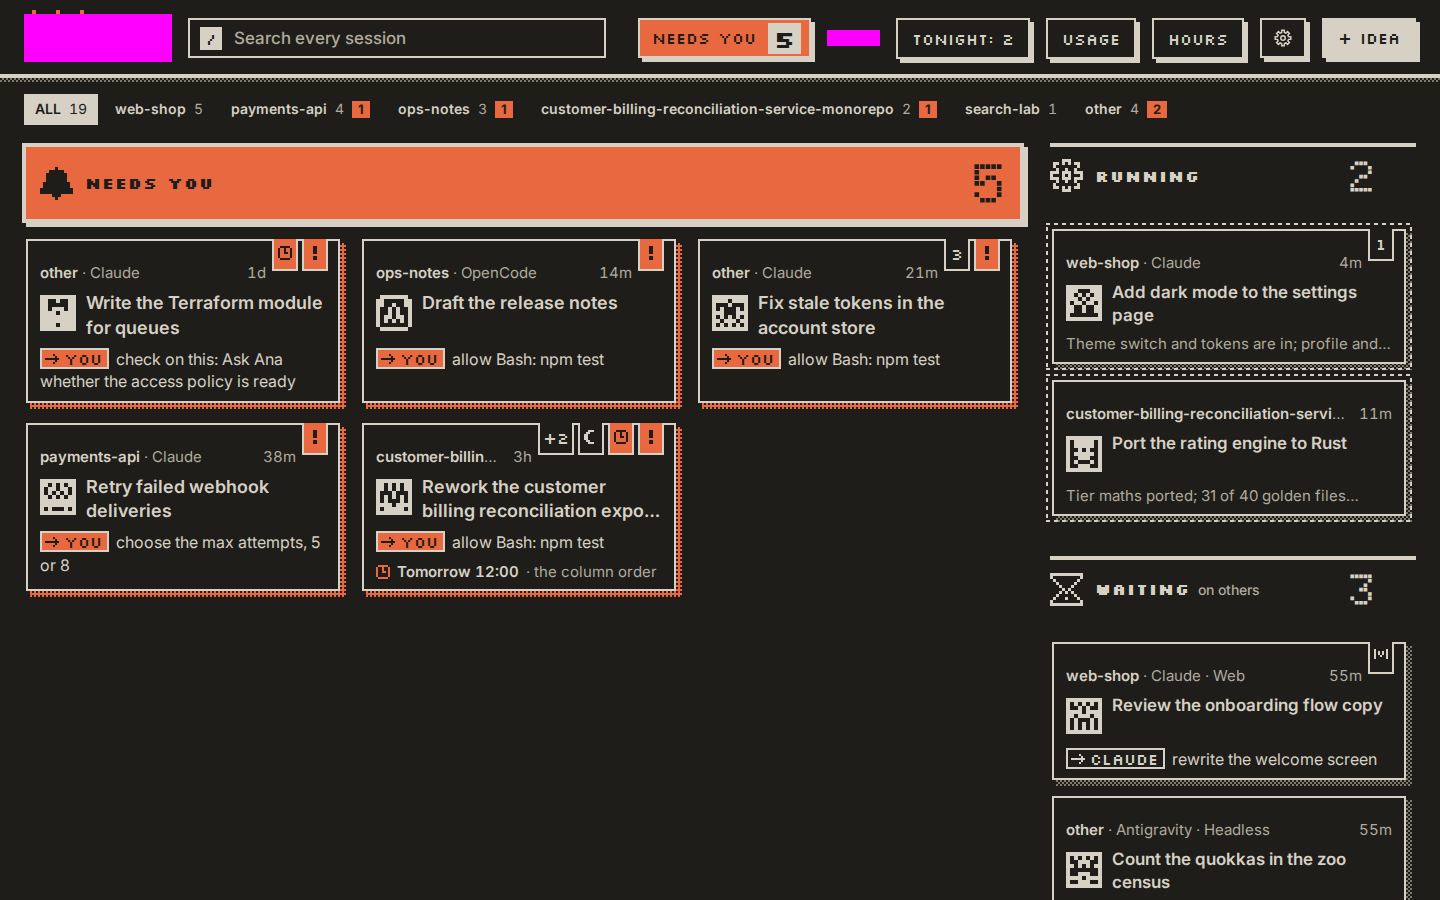 / Search every session
NEEDS YOU 5
TONIGHT: 2
USAGE
HOURS
+ IDEA
ALL 19
web-shop 5
payments-api 4 1
ops-notes 3 1
customer-billing-reconciliation-service-monorepo 2 1
search-lab 1
other 4 2
NEEDS YOU 5
other · Claude 1d !
Write the Terraform module
for queues
→ YOU check on this: Ask Ana
whether the access policy is ready
ops-notes · OpenCode 14m !
Draft the release notes
→ YOU allow Bash: npm test
other · Claude 21m 3 !
Fix stale tokens in the
account store
→ YOU allow Bash: npm test
payments-api · Claude 38m !
Retry failed webhook
deliveries
→ YOU choose the max attempts, 5
or 8
customer-billin... 3h +2 !
Rework the customer
billing reconciliation expo...
→ YOU allow Bash: npm test
Tomorrow 12:00 · the column order
RUNNING 2
web-shop · Claude 4m 1
Add dark mode to the settings
page
Theme switch and tokens are in; profile and...
customer-billing-reconciliation-servi... 11m
Port the rating engine to Rust
Tier maths ported; 31 of 40 golden files...
WAITING on others 3
web-shop · Claude · Web 55m
Review the onboarding flow copy
→ CLAUDE rewrite the welcome screen
other · Antigravity · Headless 55m
Count the quokkas in the zoo
census